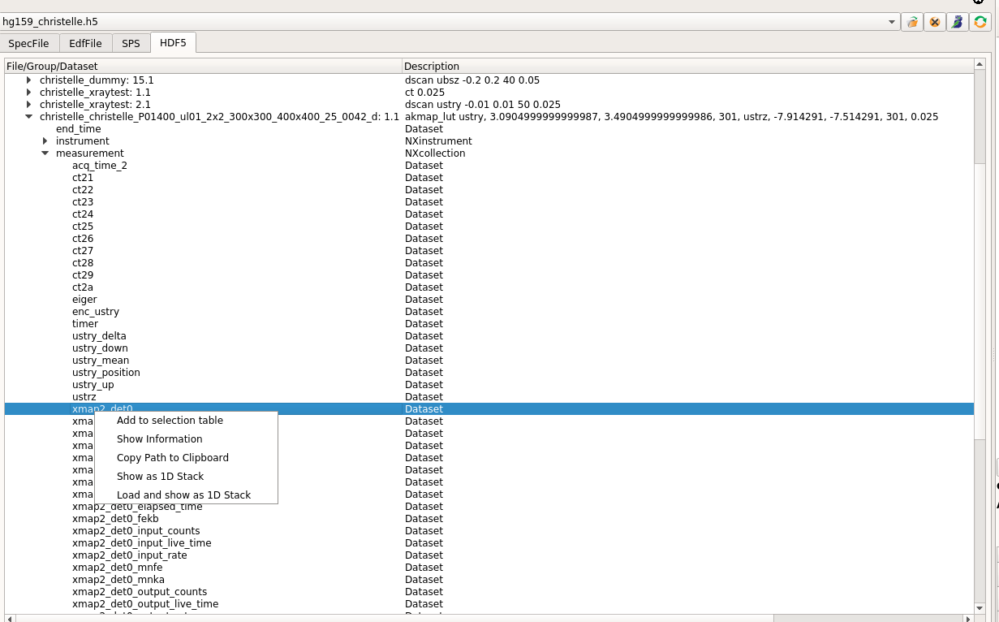 hg159_christelle.h5
SpecFile EdfFile SPS HDF5
File/Group/Dataset Description
christelle_dummy: 15.1 dscan ubsz -0.2 0.2 40 0.05
christelle_xraytest: 1.1 ct 0.025
christelle_xraytest: 2.1 dscan ustry -0.01 0.01 50 0.025
christelle_christelle_P01400_ul01_2x2_300x300_400x400_25_0042_d: 1.1 akmap_lut ustry, 3.0904999999999987, 3.4904999999999986, 301, ustrz, -7.914291, -7.514291, 301, 0.025
end_time Dataset
instrument NXinstrument
measurement NXcollection
acq_time_2 Dataset
ct21 Dataset
ct22 Dataset
ct23 Dataset
ct24 Dataset
ct25 Dataset
ct26 Dataset
ct27 Dataset
ct28 Dataset
ct29 Dataset
ct2a Dataset
eiger Dataset
enc_ustry Dataset
timer Dataset
ustry_delta Dataset
ustry_down Dataset
ustry_mean Dataset
ustry_position Dataset
ustry_up Dataset
ustrz Dataset
xmap2_det0 Dataset
xma Add to selection table Dataset
xma Show Information Dataset
xma Dataset
xma Copy Path to Clipboard Dataset
xma Show as 1D Stack Dataset
xma Dataset
xma Load and show as 1D Stack Dataset
xmap2_det0_elapsed_time Dataset
xmap2_det0_fekb Dataset
xmap2_det0_input_counts Dataset
xmap2_det0_input_live_time Dataset
xmap2_det0_input_rate Dataset
xmap2_det0_mnfe Dataset
xmap2_det0_mnka Dataset
xmap2_det0_output_counts Dataset
xmap2_det0_output_live_time Dataset